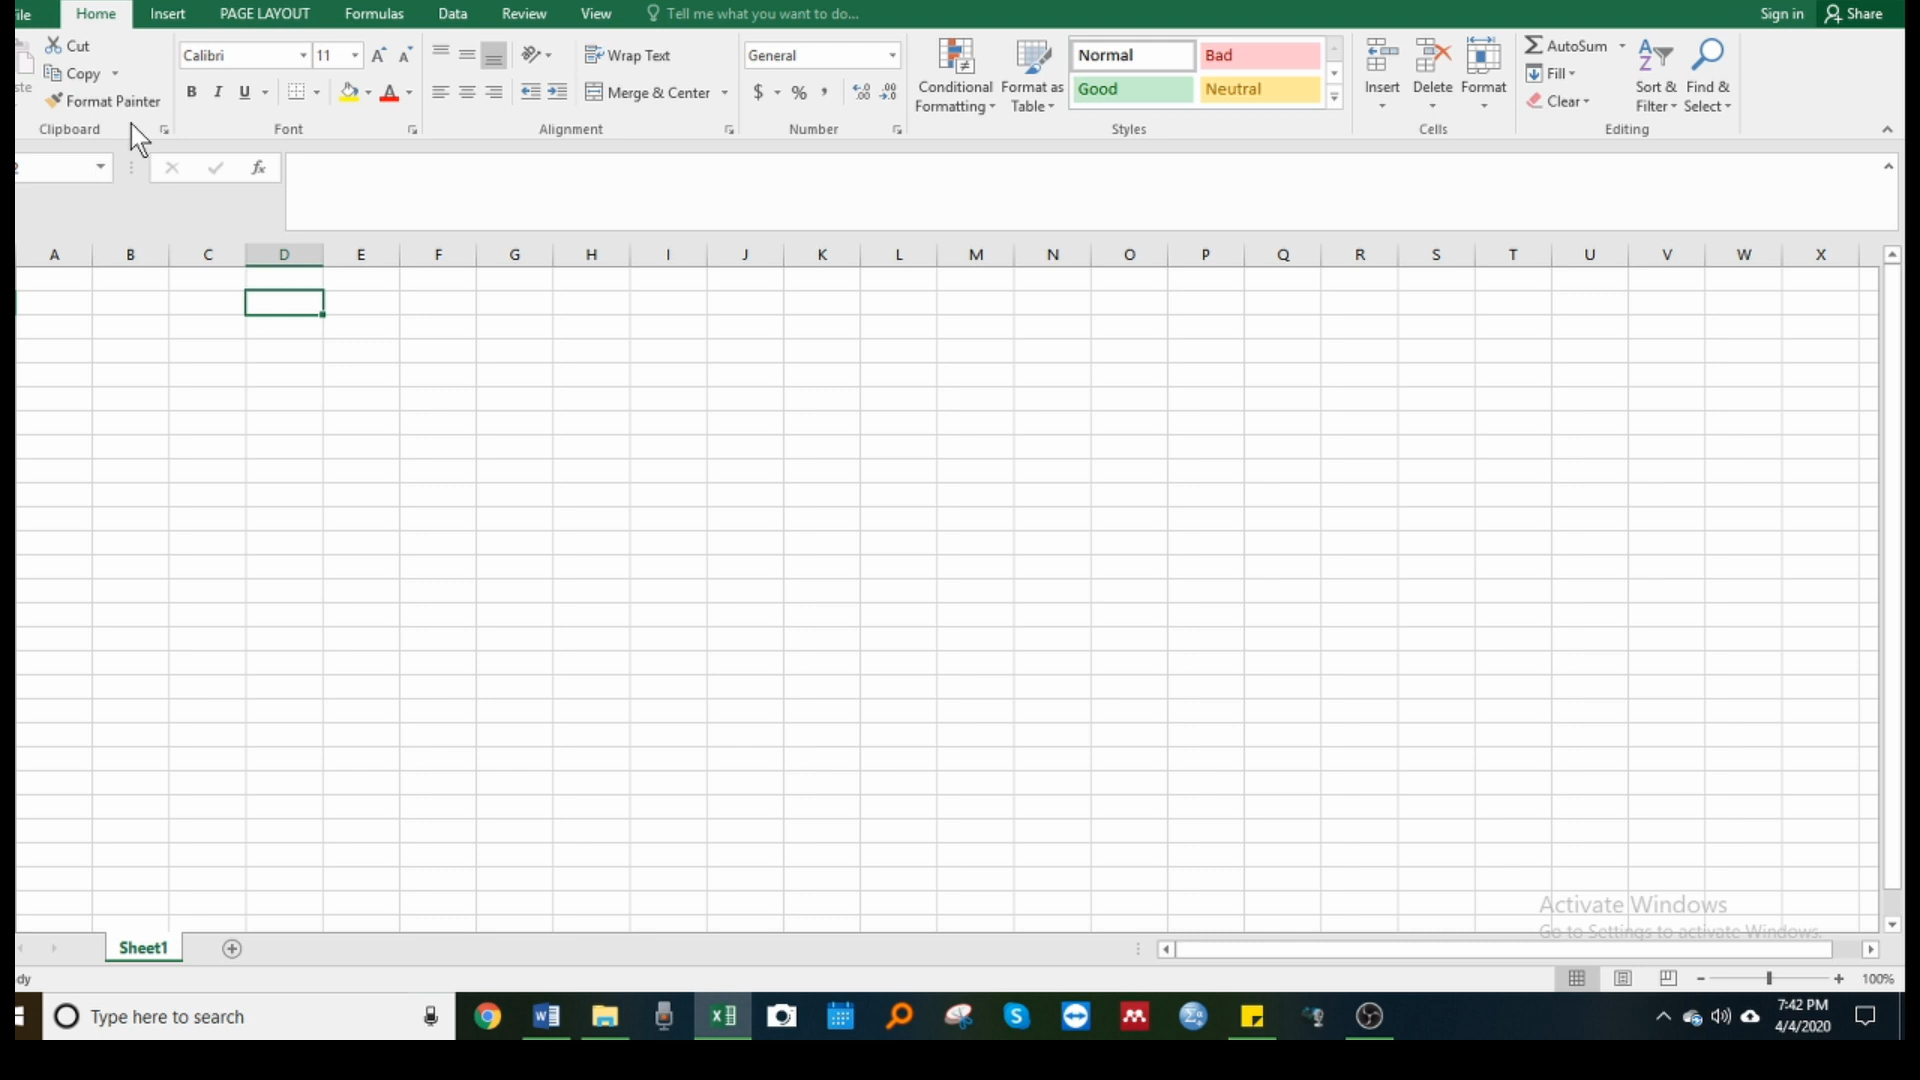 ile Home Insert PAGE LAYOUT Formulas Data Review View Tell me what you want to do... Sign in Share
Cut
Copy
Format Painter
ste
Clipboard
Calibri 11
B I U A
Font
Wrap Text
Merge & Center
Alignment
General
$ % ,
Number
Conditional Formatting
Format as Table
Normal Bad
Good Neutral
Styles
Insert Delete Format
Cells
AutoSum
Fill
Clear
Sort & Filter
Find & Select
Editing
fx
A B C D E F G H I J K L M N O P Q R S T U V W X
Activate Windows
Go to Settings to activate Windows.
Sheet1
dy
100%
Type here to search
7:42 PM
4/4/2020